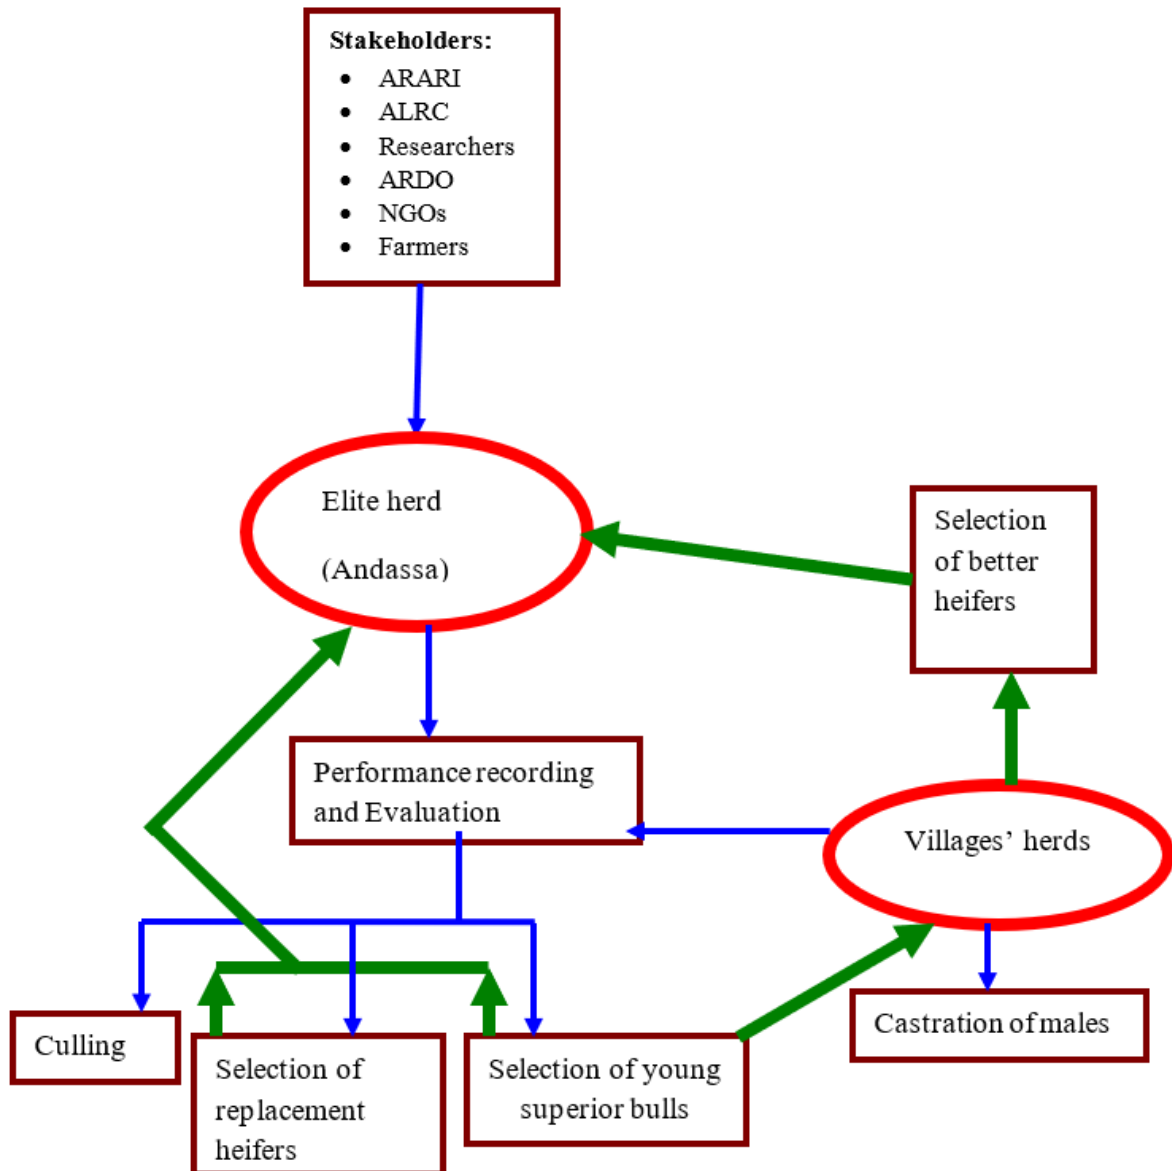 Stakeholders:
• ARARI
• ALRC
• Researchers
• ARDO
• NGOs
• Farmers
Elite herd
(Andassa)
Selection
of better
heifers
Performance recording
and Evaluation
Villages’ herds
Culling
Selection of
replacement
heifers
Selection of young
superior bulls
Castration of males